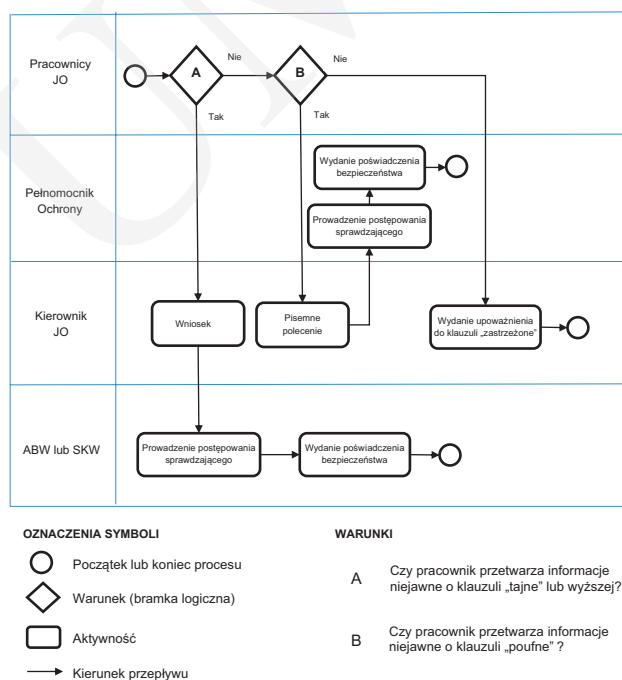 Pracownicy
JO
A
Nie
B
Nie
Tak
Tak
Pełnomocnik
Ochrony
Wydanie poświadczenia
bezpieczeństwa
Prowadzenie postępowania
sprawdzającego
Kierownik
JO
Wniosek
Pisemne
polecenie
Wydanie upoważnienia
do klauzuli „zastrzeżone”
ABW lub SKW
Prowadzenie postępowania
sprawdzającego
Wydanie poświadczenia
bezpieczeństwa
OZNACZENIA SYMBOLI
Początek lub koniec procesu
Warunek (bramka logiczna)
Aktywność
Kierunek przepływu
WARUNKI
A
Czy pracownik przetwarza informacje
niejawne o klauzuli „tajne” lub wyższej?
B
Czy pracownik przetwarza informacje
niejawne o klauzuli „poufne” ?